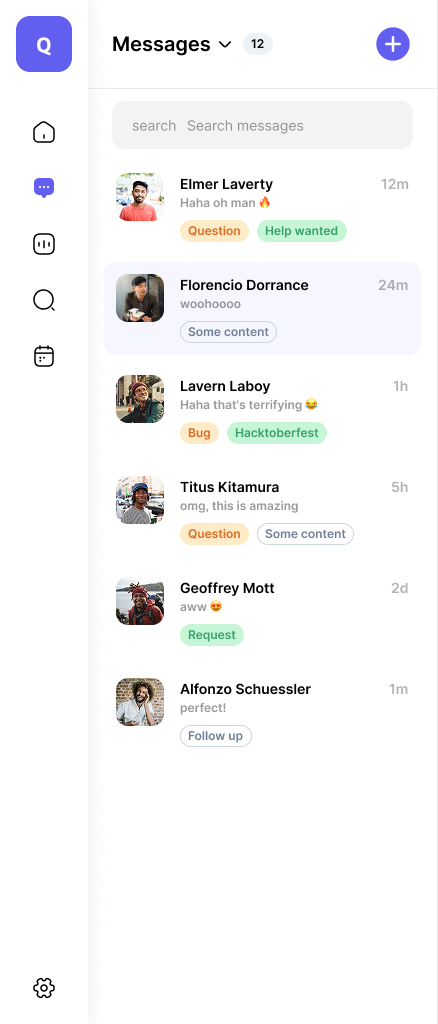 Q
Messages 12
search Search messages
Elmer Laverty 12m
Haha oh man 🔥
Question Help wanted
Florencio Dorrance 24m
woohoooo
Some content
Lavern Laboy 1h
Haha that's terrifying 😂
Bug Hacktoberfest
Titus Kitamura 5h
omg, this is amazing
Question Some content
Geoffrey Mott 2d
aww 😍
Request
Alfonzo Schuessler 1m
perfect!
Follow up